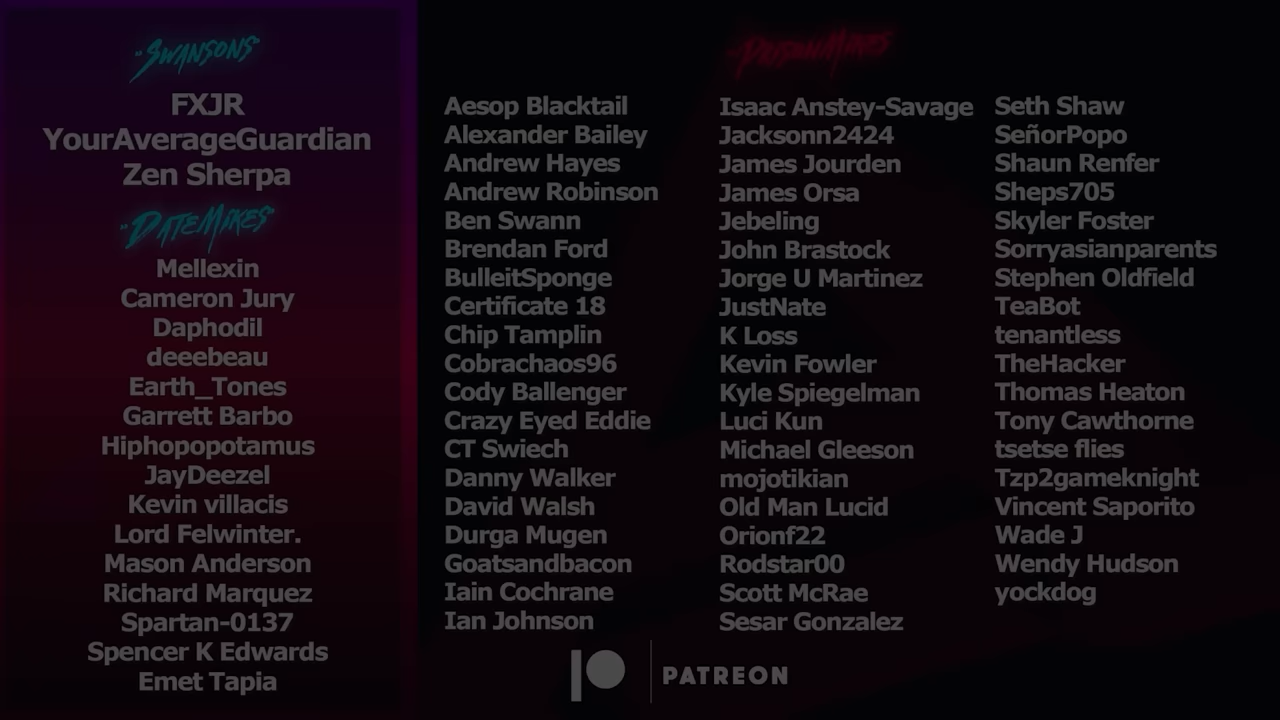 "SWANSONS"
FXJR
YourAverageGuardian
Zen Sherpa
"DATEMIKES"
Mellexin
Cameron Jury
Daphodil
deeebeau
Earth_Tones
Garrett Barbo
Hiphopopotamus
JayDeezel
Kevin villacis
Lord Felwinter.
Mason Anderson
Richard Marquez
Spartan-0137
Spencer K Edwards
Emet Tapia
"PRISONMIKES"
Aesop Blacktail
Alexander Bailey
Andrew Hayes
Andrew Robinson
Ben Swann
Brendan Ford
BulleitSponge
Certificate 18
Chip Tamplin
Cobrachaos96
Cody Ballenger
Crazy Eyed Eddie
CT Swiech
Danny Walker
David Walsh
Durga Mugen
Goatsandbacon
Iain Cochrane
Ian Johnson
Isaac Anstey-Savage
Jacksonn2424
James Jourden
James Orsa
Jebeling
John Brastock
Jorge U Martinez
JustNate
K Loss
Kevin Fowler
Kyle Spiegelman
Luci Kun
Michael Gleeson
mojotikian
Old Man Lucid
Orionf22
Rodstar00
Scott McRae
Sesar Gonzalez
Seth Shaw
SeñorPopo
Shaun Renfer
Sheps705
Skyler Foster
Sorryasianparents
Stephen Oldfield
TeaBot
tenantless
TheHacker
Thomas Heaton
Tony Cawthorne
tsetse flies
Tzp2gameknight
Vincent Saporito
Wade J
Wendy Hudson
yockdog
PATREON